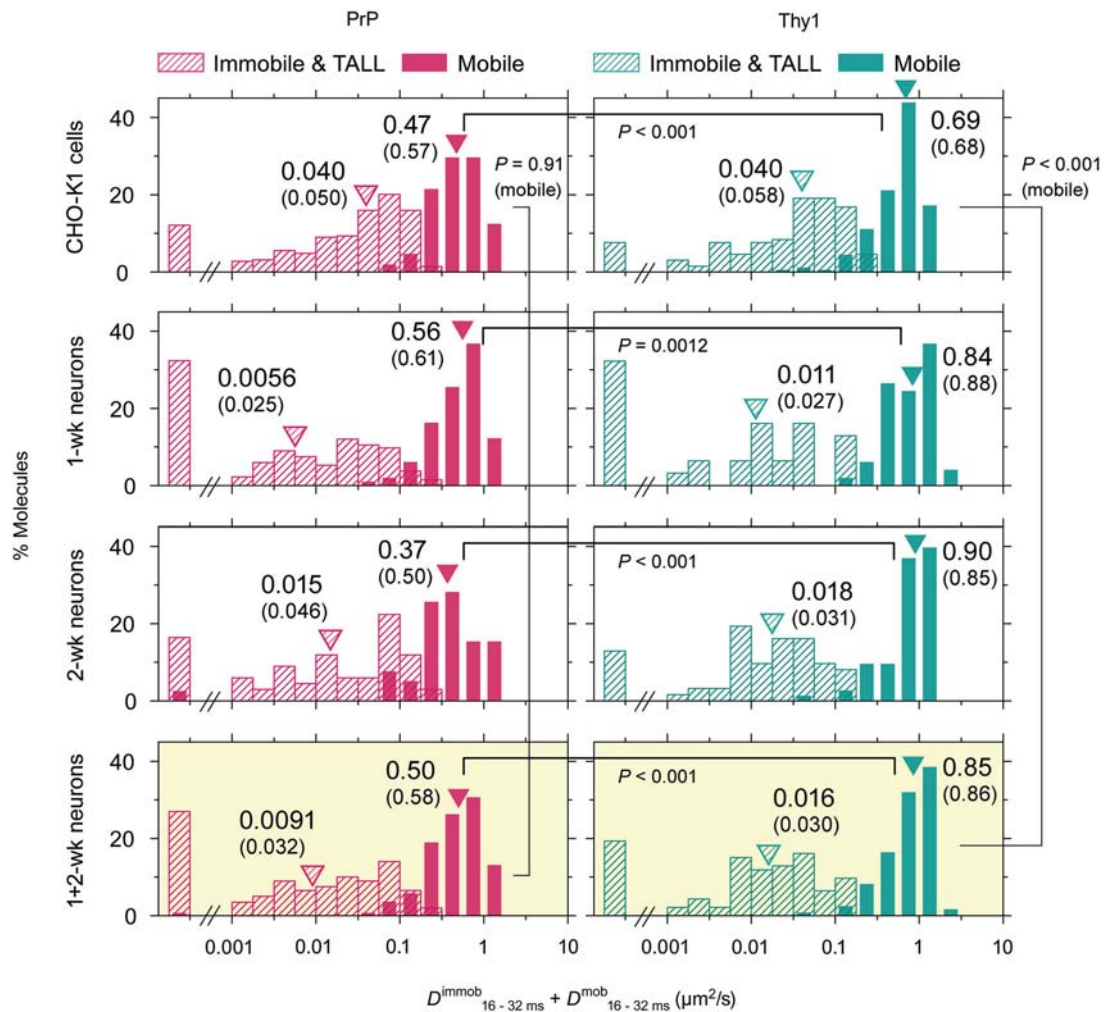 PrP
Thy1
Immobile & TALL
Mobile
Immobile & TALL
Mobile
% Molecules
CHO-K1 cells
40
20
0
0.040
(0.050)
0.47
(0.57)
P < 0.001
P = 0.91
(mobile)
0.040
(0.058)
0.69
(0.68)
P < 0.001
(mobile)
1-wk neurons
40
20
0
0.0056
(0.025)
0.56
(0.61)
P = 0.0012
0.011
(0.027)
0.84
(0.88)
2-wk neurons
40
20
0
0.015
(0.046)
0.37
(0.50)
P < 0.001
0.018
(0.031)
0.90
(0.85)
1+2-wk neurons
40
20
0
0.0091
(0.032)
0.50
(0.58)
P < 0.001
0.016
(0.030)
0.85
(0.86)
0.001 0.01 0.1 1 10
0.001 0.01 0.1 1 10
D^immob_16 - 32 ms + D^mob_16 - 32 ms (µm²/s)